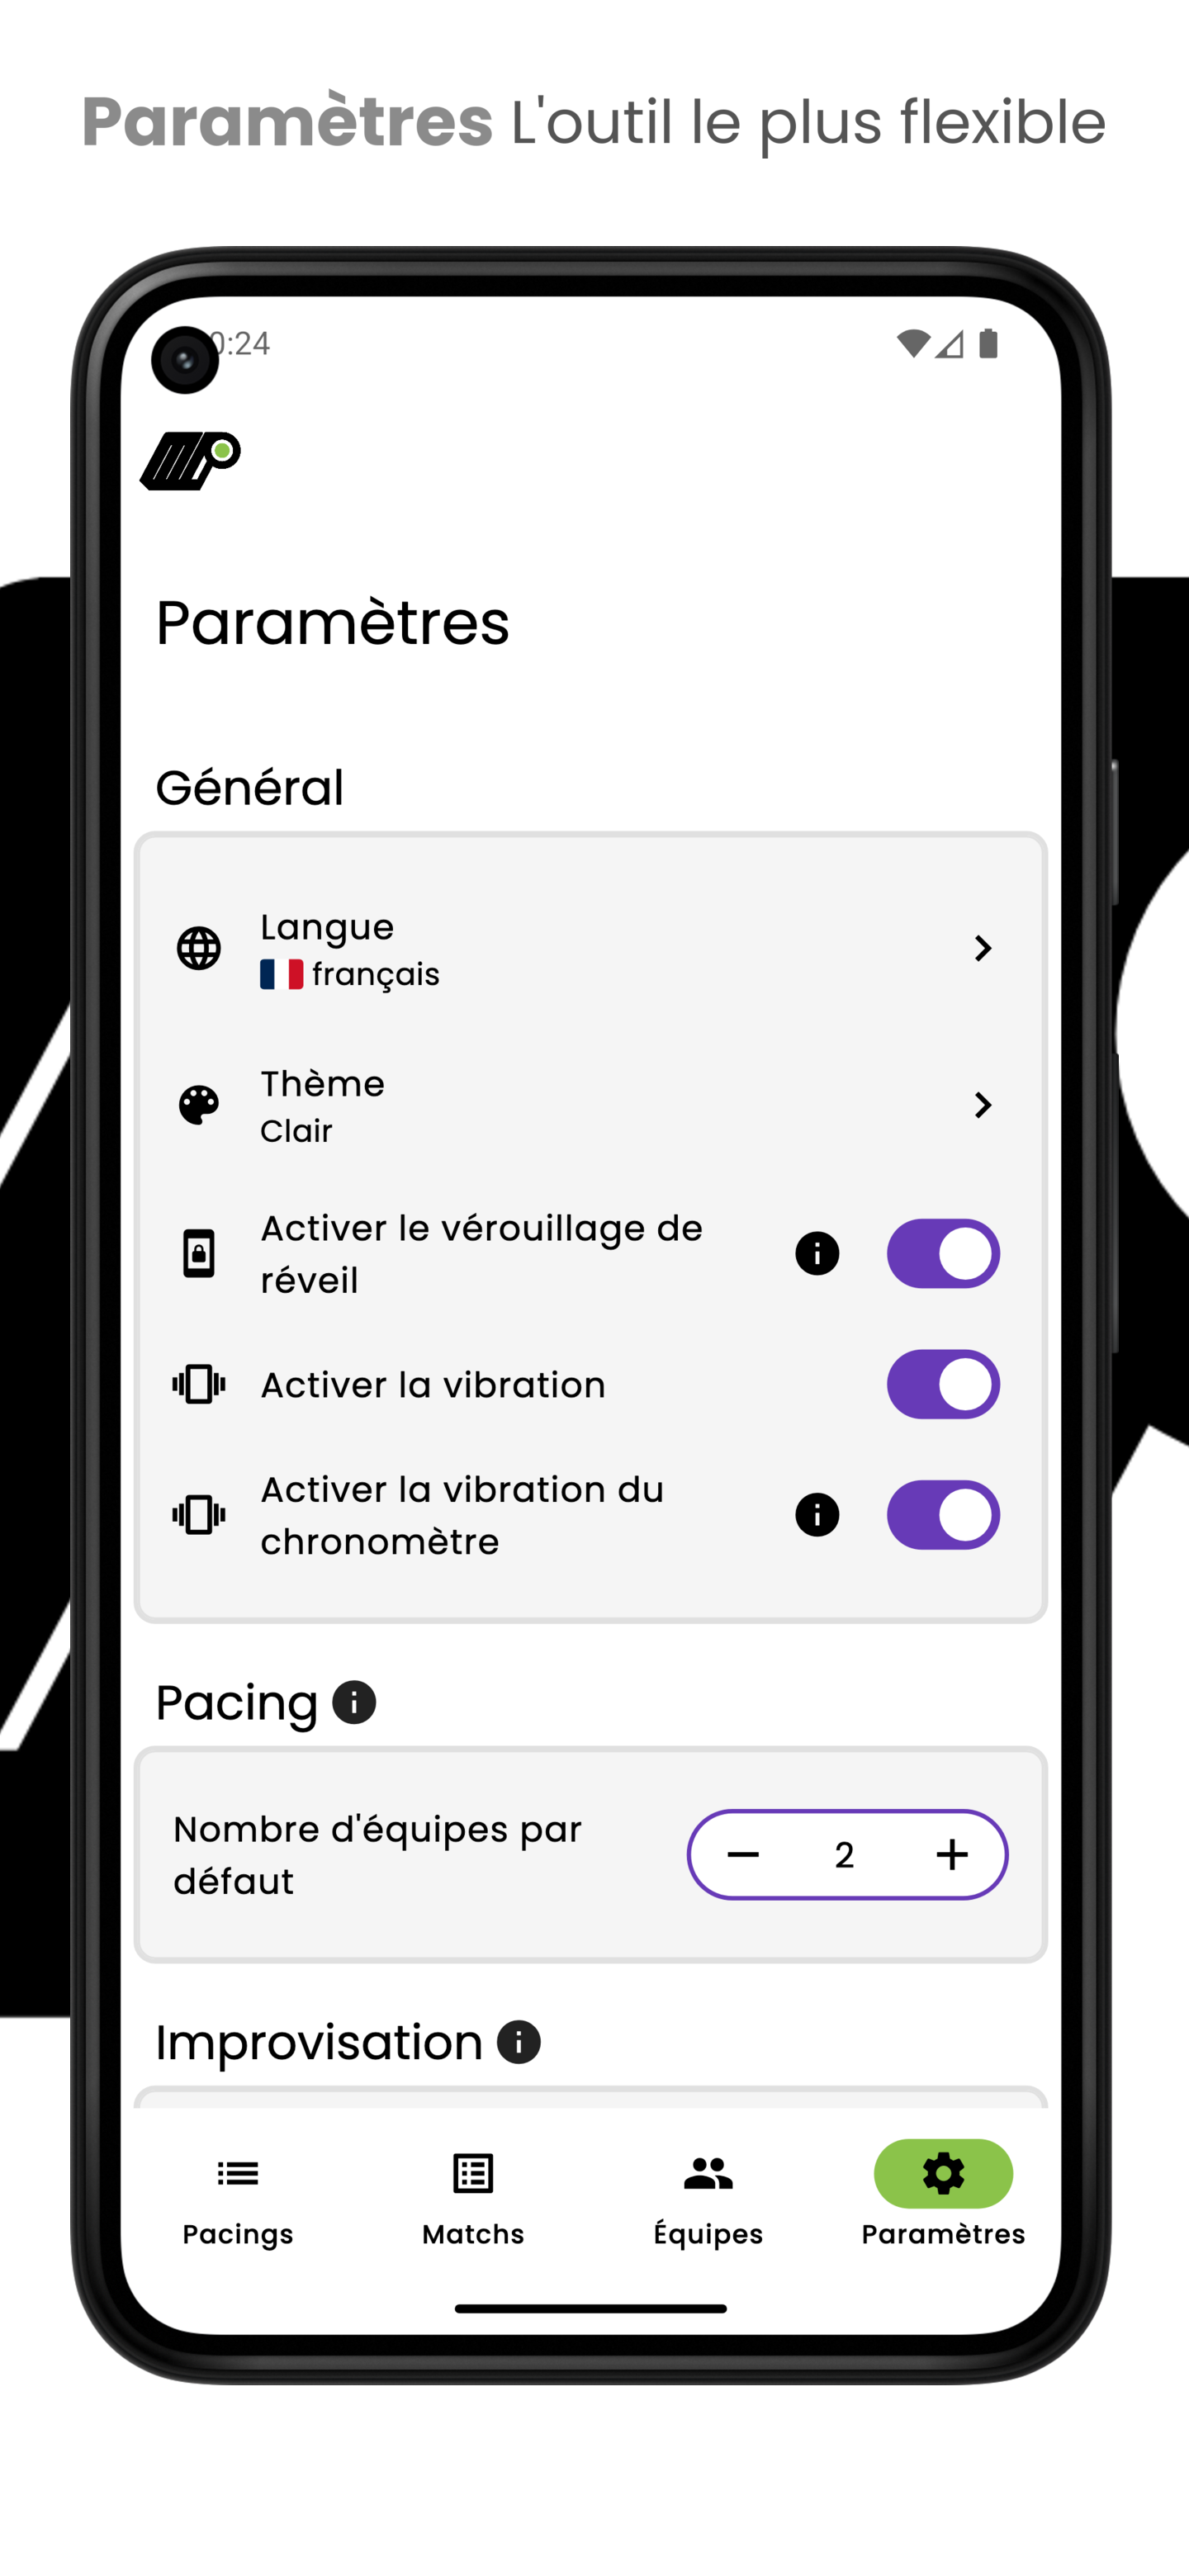 Paramètres L'outil le plus flexible
0:24
Paramètres
Général
Langue
français
Thème
Clair
Activer le vérouillage de
réveil
Activer la vibration
Activer la vibration du
chronomètre
Pacing
Nombre d'équipes par
défaut
2
Improvisation
Pacings
Matchs
Équipes
Paramètres